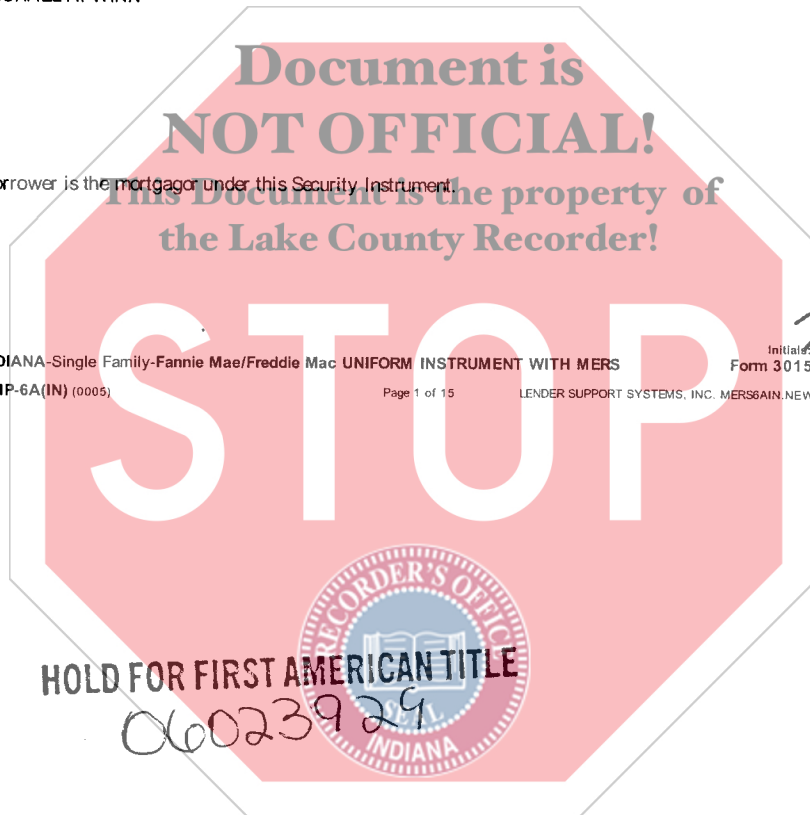 Document is
NOT OFFICIAL!
rrower is the mortgagor under this Security Instrument.
This Document is the property of
the Lake County Recorder!
STOP
DIANA-Single Family-Fannie Mae/Freddie Mac UNIFORM INSTRUMENT WITH MERS
Initials:
Form 3015
-6A(IN) (0005)
Page 1 of 15
LENDER SUPPORT SYSTEMS, INC. MERS6AIN.NEW
RECORDER'S OFFIC
SEAL
INDIANA
HOLD FOR FIRST AMERICAN TITLE
06023929